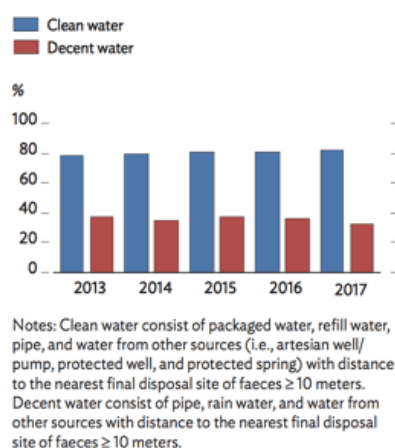 Clean water
Decent water
%
100
80
60
40
20
0
2013 2014 2015 2016 2017
Notes: Clean water consist of packaged water, refill water,
pipe, and water from other sources (i.e., artesian well/
pump, protected well, and protected spring) with distance
to the nearest final disposal site of faeces ≥ 10 meters.
Decent water consist of pipe, rain water, and water from
other sources with distance to the nearest final disposal
site of faeces ≥ 10 meters.